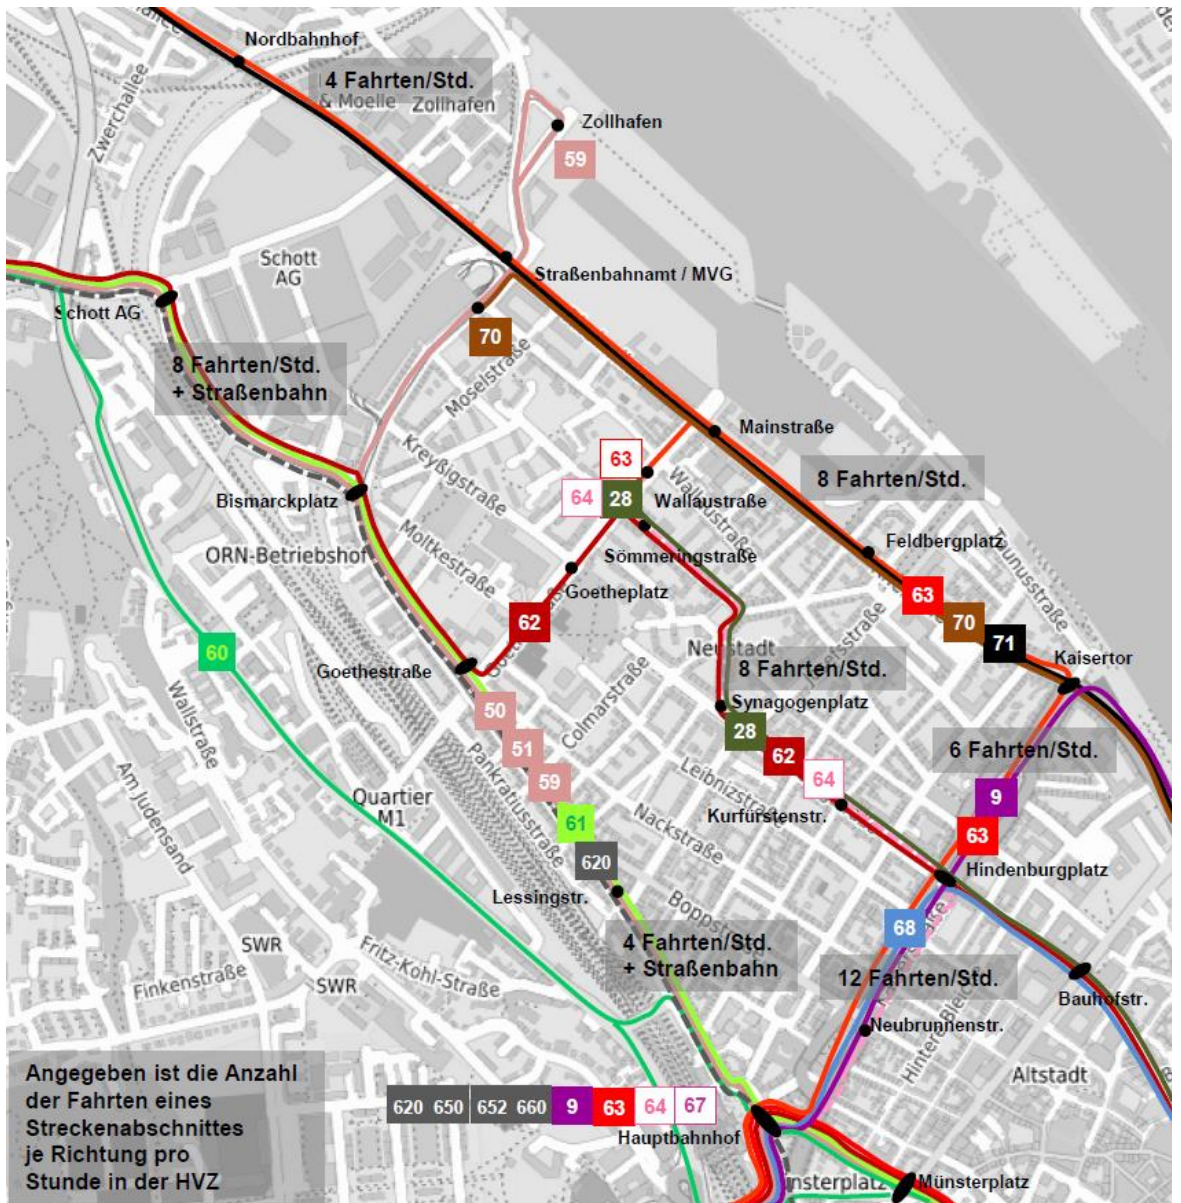 Nordbahnhof
4 Fahrten/Std.
& Moelle
Zollhafen
Zwerchallee
Zollhafen
59
Schott
AG
Straßenbahnamt / MVG
Schott AG
70
8 Fahrten/Std.
+ Straßenbahn
Moselstraße
Mainstraße
Kreyßigstraße
63
64
28
Wallaustraße
Wallaustraße
8 Fahrten/Std.
Bismarckplatz
ORN-Betriebshof
Moltkestraße
Sömmeringstraße
Feldbergplatz
Taunusstraße
Goetheplatz
63
62
70
71
60
Neustadt
Kaisertor
Goethestraße
8 Fahrten/Std.
Wallstraße
Colmarstraße
Synagogenplatz
50
28
51
62
6 Fahrten/Std.
59
64
Pankratiusstraße
Leibnizstraße
Am Judensand
Quartier
M1
9
61
Kurfürstenstr.
Nackstraße
63
620
Hindenburgplatz
Lessingstr.
68
4 Fahrten/Std.
+ Straßenbahn
SWR
Fritz-Kohl-Straße
Finkenstraße
SWR
12 Fahrten/Std.
Bauhofstr.
Neubrunnenstr.
Angegeben ist die Anzahl
der Fahrten eines
Streckenabschnittes
je Richtung pro
Stunde in der HVZ
Altstadt
620 650 652 660 9 63 64 67
Hauptbahnhof
Münsterplatz